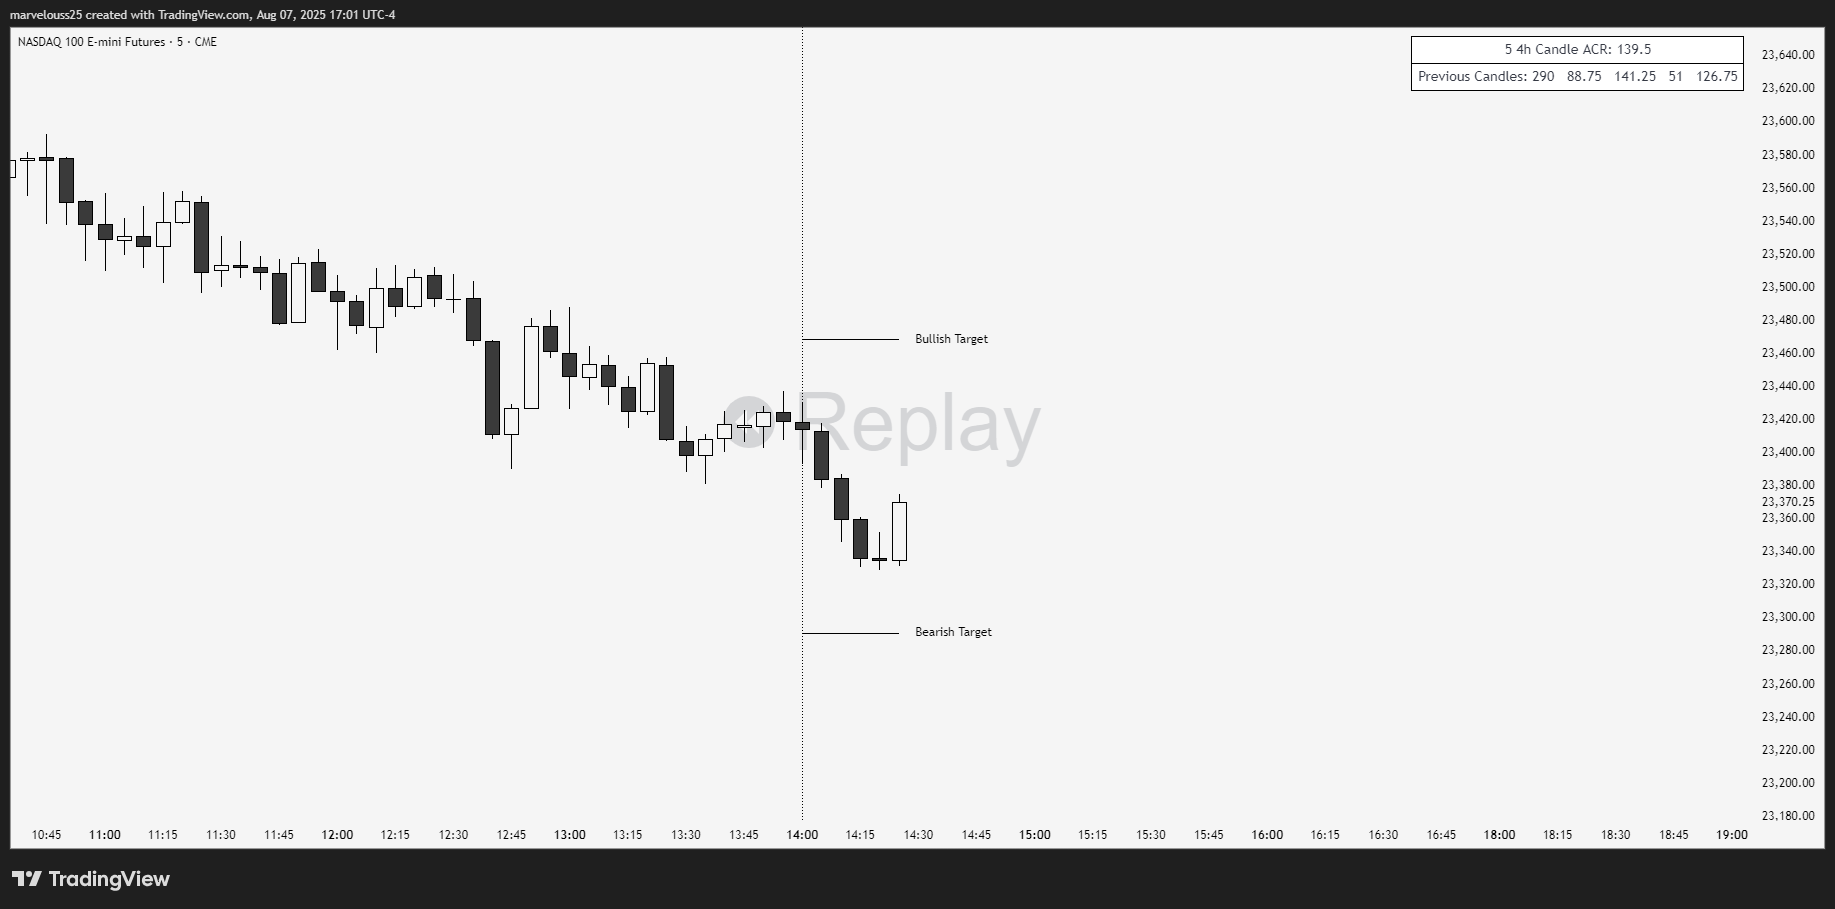 marvelouss25 created with TradingView.com, Aug 07, 2025 17:01 UTC-4
NASDAQ 100 E-mini Futures · 5 · CME
5 4h Candle ACR: 139.5
Previous Candles: 290 88.75 141.25 51 126.75
23,640.00
23,620.00
23,600.00
23,580.00
23,560.00
23,540.00
23,520.00
23,500.00
23,480.00
23,460.00
23,440.00
23,420.00
23,400.00
23,380.00
23,370.25
23,360.00
23,340.00
23,320.00
23,300.00
23,280.00
23,260.00
23,240.00
23,220.00
23,200.00
23,180.00
Bullish Target
Replay
Bearish Target
10:45 11:00 11:15 11:30 11:45 12:00 12:15 12:30 12:45 13:00 13:15 13:30 13:45 14:00 14:15 14:30 14:45 15:00 15:15 15:30 15:45 16:00 16:15 16:30 16:45 18:00 18:15 18:30 18:45 19:00
TradingView